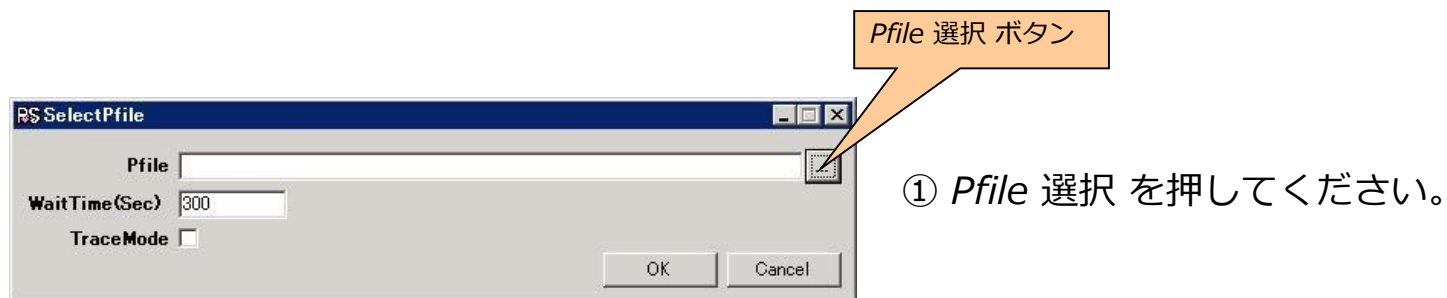 Pfile 選択 ボタン
RS SelectPfile
Pfile
...
WaitTime(Sec) 300
TraceMode
OK Cancel
① Pfile 選択 を押してください。